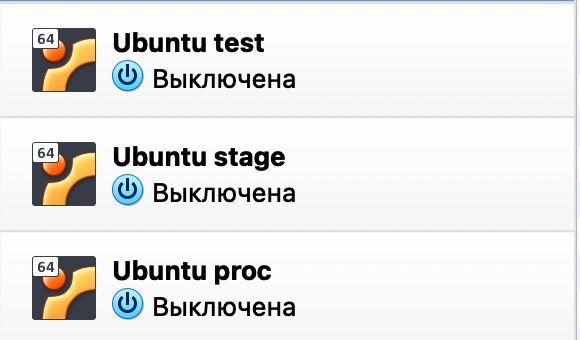 64
Ubuntu test
Выключена
64
Ubuntu stage
Выключена
64
Ubuntu proc
Выключена